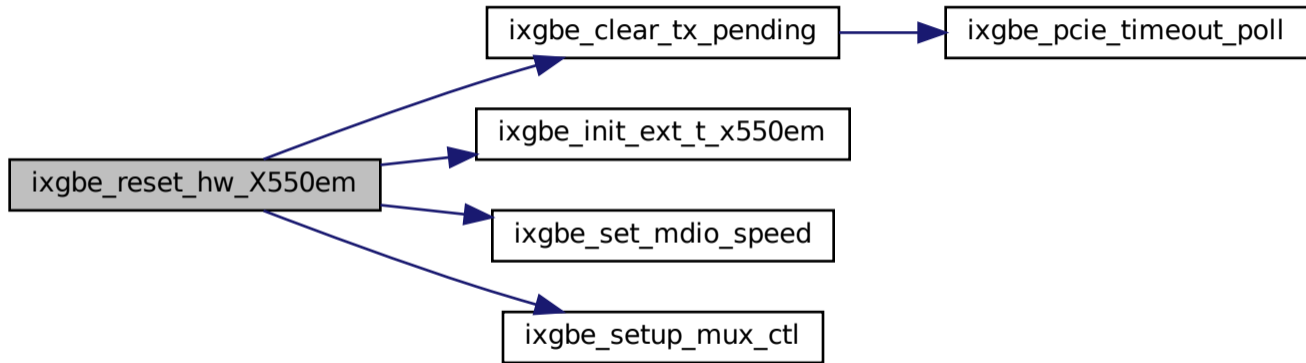 ixgbe_clear_tx_pending
ixgbe_pcie_timeout_poll
ixgbe_init_ext_t_x550em
ixgbe_reset_hw_X550em
ixgbe_set_mdio_speed
ixgbe_setup_mux_ctl